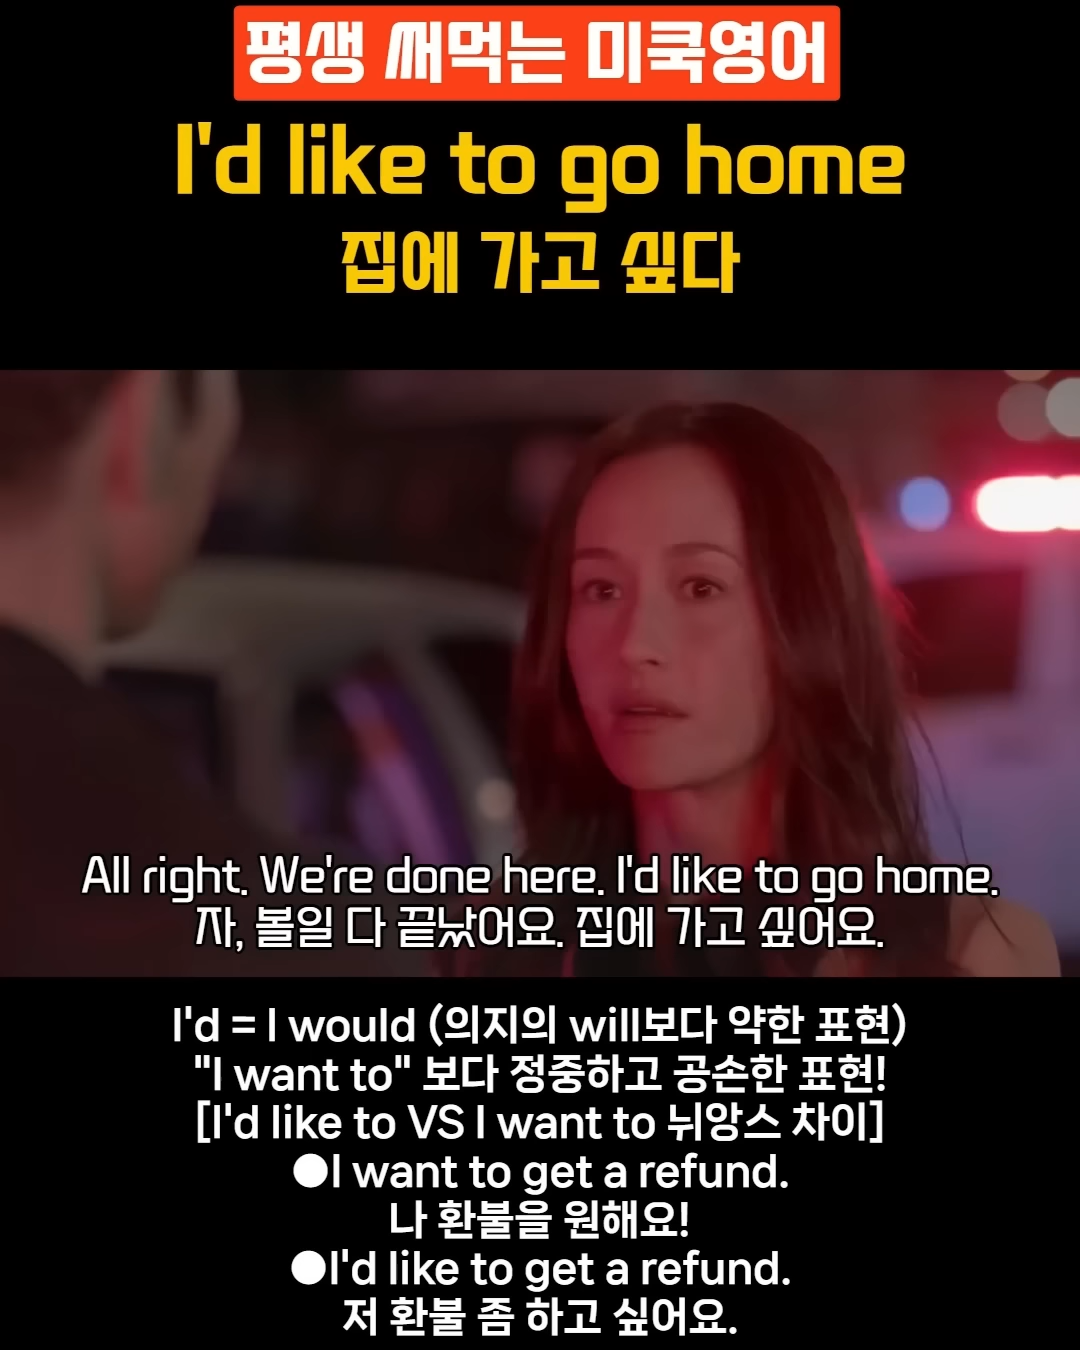 평생 써먹는 미쿡영어
I'd like to go home
집에 가고 싶다
All right. We're done here. I'd like to go home.
자, 볼일 다 끝났어요. 집에 가고 싶어요.
I'd = I would (의지의 will보다 약한 표현)
"I want to" 보다 정중하고 공손한 표현!
[I'd like to VS I want to 뉘앙스 차이]
●I want to get a refund.
나 환불을 원해요!
●I'd like to get a refund.
저 환불 좀 하고 싶어요.